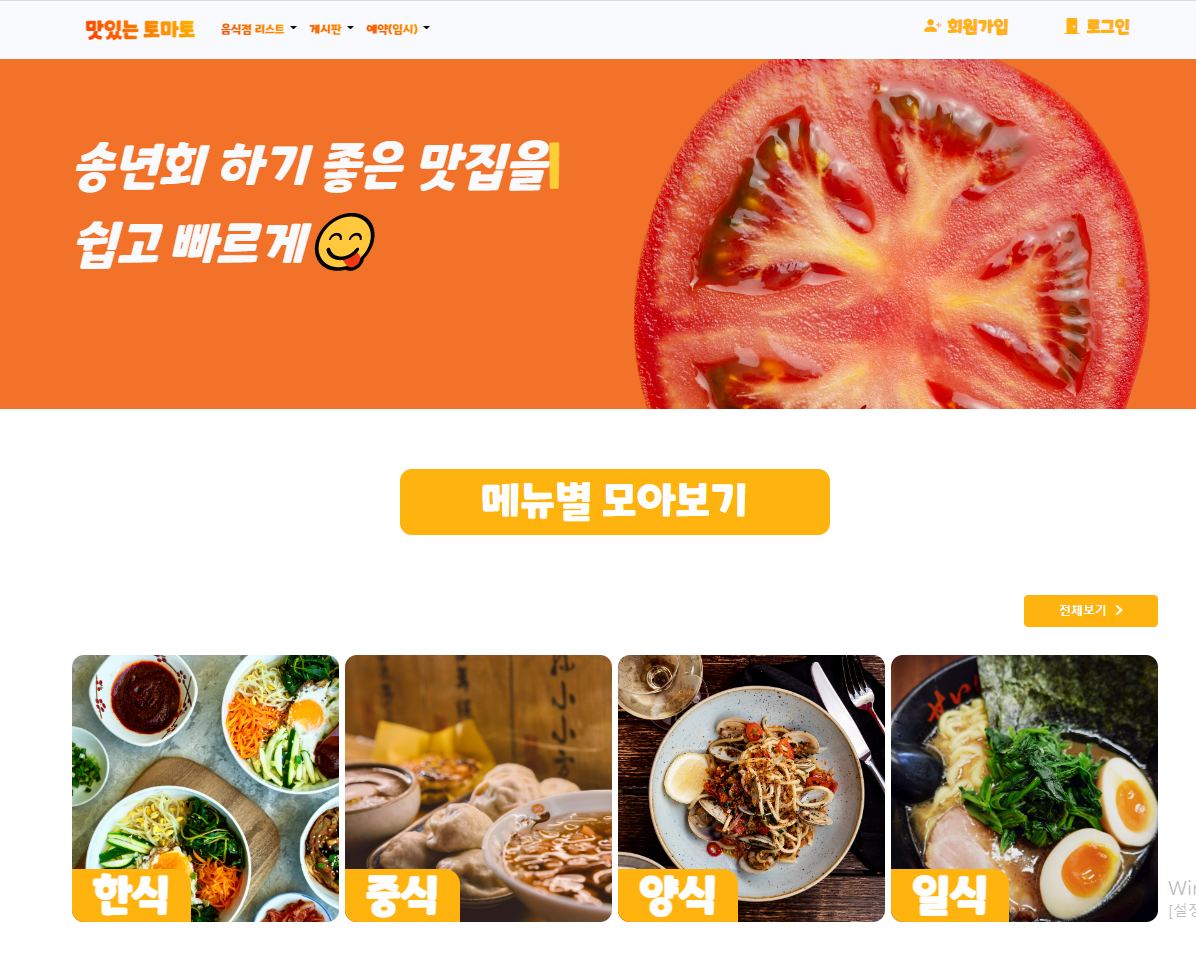 맛있는 토마토 음식점 리스트 게시판 예약(임시) 회원가입 로그인
송년회 하기 좋은 맛집을
쉽고 빠르게
메뉴별 모아보기
전체보기
한식 중식 양식 일식
Win
[설정